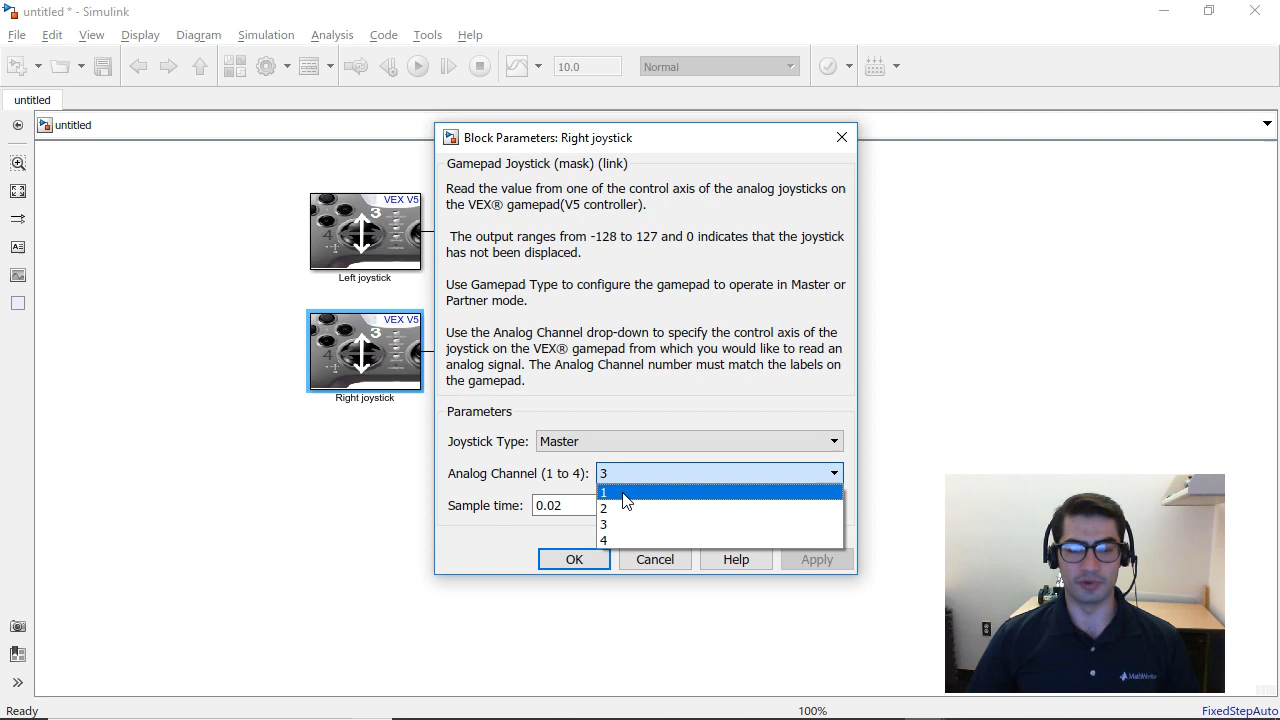 untitled * - Simulink
File Edit View Display Diagram Simulation Analysis Code Tools Help
10.0
Normal
untitled
untitled
VEX V5
3
4
Left joystick
VEX V5
3
4
Right joystick
Block Parameters: Right joystick
Gamepad Joystick (mask) (link)
Read the value from one of the control axis of the analog joysticks on
the VEX® gamepad(V5 controller).
The output ranges from -128 to 127 and 0 indicates that the joystick
has not been displaced.
Use Gamepad Type to configure the gamepad to operate in Master or
Partner mode.
Use the Analog Channel drop-down to specify the control axis of the
joystick on the VEX® gamepad from which you would like to read an
analog signal. The Analog Channel number must match the labels on
the gamepad.
Parameters
Joystick Type: Master
Analog Channel (1 to 4): 3
1
2
3
4
Sample time: 0.02
OK Cancel Help Apply
MathWorks
Ready
100%
FixedStepAuto